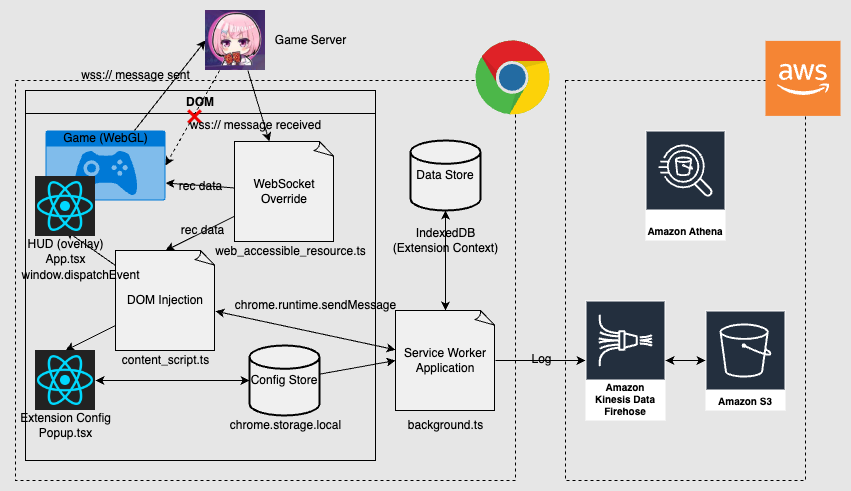 Game Server
wss:// message sent
aws
DOM
wss:// message received
Game (WebGL)
WebSocket
Override
Data Store
rec data
Amazon Athena
rec data
IndexedDB
(Extension Context)
HUD (overlay)
App.tsx
web_accessible_resource.ts
window.dispatchEvent
DOM Injection
chrome.runtime.sendMessage
Service Worker
Application
Log
content_script.ts
Config Store
Amazon
Kinesis Data
Firehose
Amazon S3
Extension Config
Popup.tsx
chrome.storage.local
background.ts